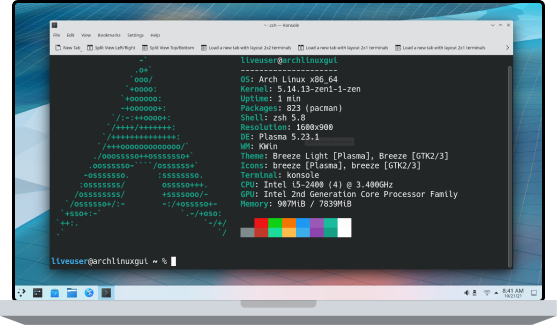 ~ zsh — Konsole
File Edit View Bookmarks Settings Help
New Tab Split View Left/Right Split View Top/Bottom Load a new tab with layout 2x2 terminals Load a new tab with layout 2x1 terminals Load a new tab with layout 1x2 terminals
liveuser@archlinuxgui
---------------------
OS: Arch Linux x86_64
Kernel: 5.14.13-zen1-1-zen
Uptime: 1 min
Packages: 823 (pacman)
Shell: zsh 5.8
Resolution: 1600x900
DE: Plasma 5.23.1
WM: KWin
Theme: Breeze Light [Plasma], Breeze [GTK2/3]
Icons: breeze [Plasma], breeze [GTK2/3]
Terminal: konsole
CPU: Intel i5-2400 (4) @ 3.400GHz
GPU: Intel 2nd Generation Core Processor Family
Memory: 907MiB / 7839MiB
liveuser@archlinuxgui ~ %
8:41 AM
10/21/21